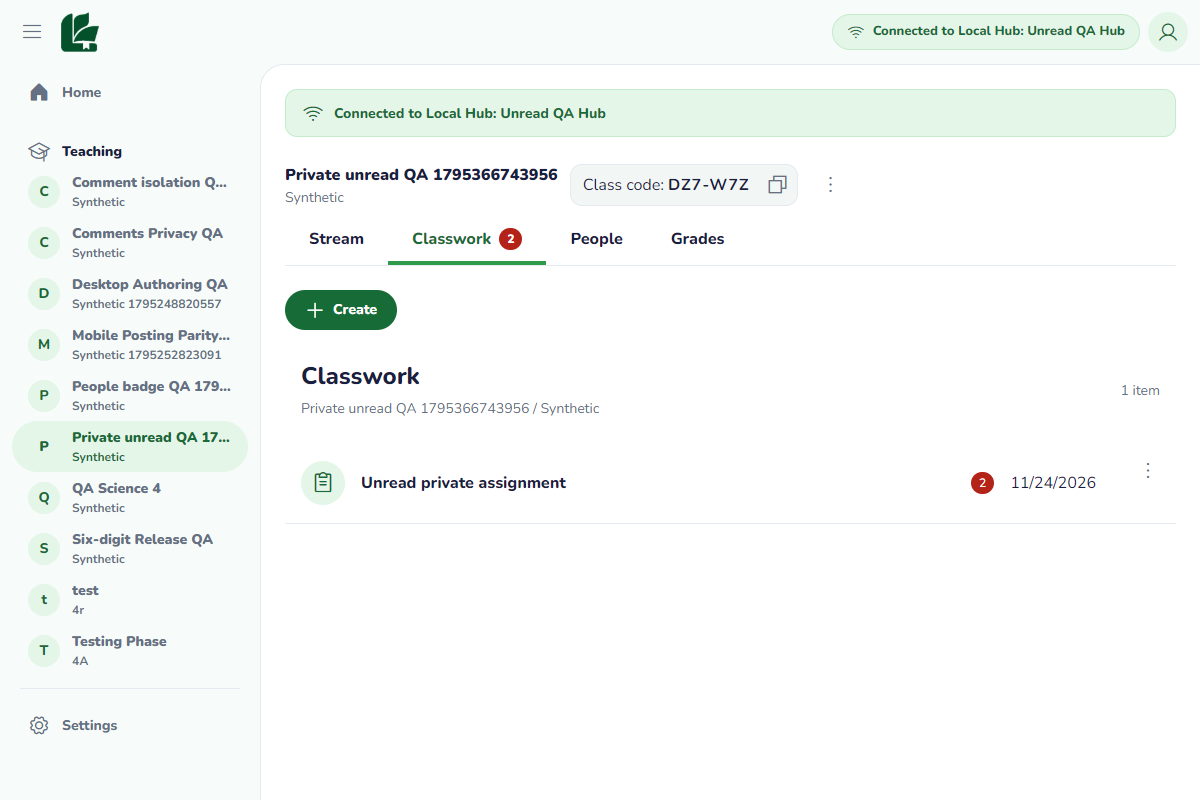 Connected to Local Hub: Unread QA Hub
Home
Teaching
C
Comment isolation Q...
Synthetic
C
Comments Privacy QA
Synthetic
D
Desktop Authoring QA
Synthetic 1795248820557
M
Mobile Posting Parity...
Synthetic 1795252823091
P
People badge QA 179...
Synthetic
P
Private unread QA 17...
Synthetic
Q
QA Science 4
Synthetic
S
Six-digit Release QA
Synthetic
t
test
4r
T
Testing Phase
4A
Settings
Connected to Local Hub: Unread QA Hub
Private unread QA 1795366743956
Synthetic
Class code: DZ7-W7Z
Stream
Classwork 2
People
Grades
Create
Classwork
Private unread QA 1795366743956 / Synthetic
1 item
Unread private assignment
2
11/24/2026